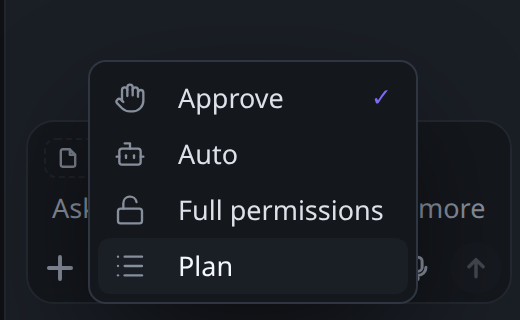 Approve ✓
Auto
Full permissions
Ask more
Plan